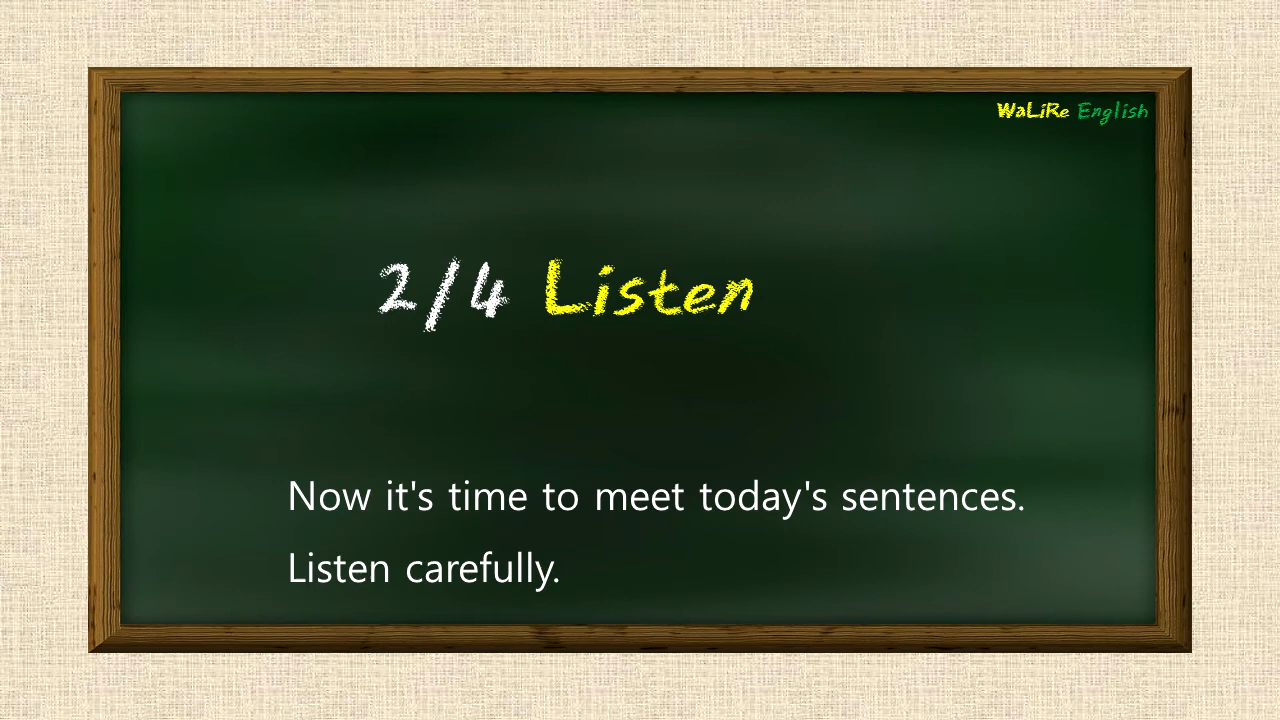 WaLiRe English
2/4 Listen
Now it's time to meet today's sentences.
Listen carefully.